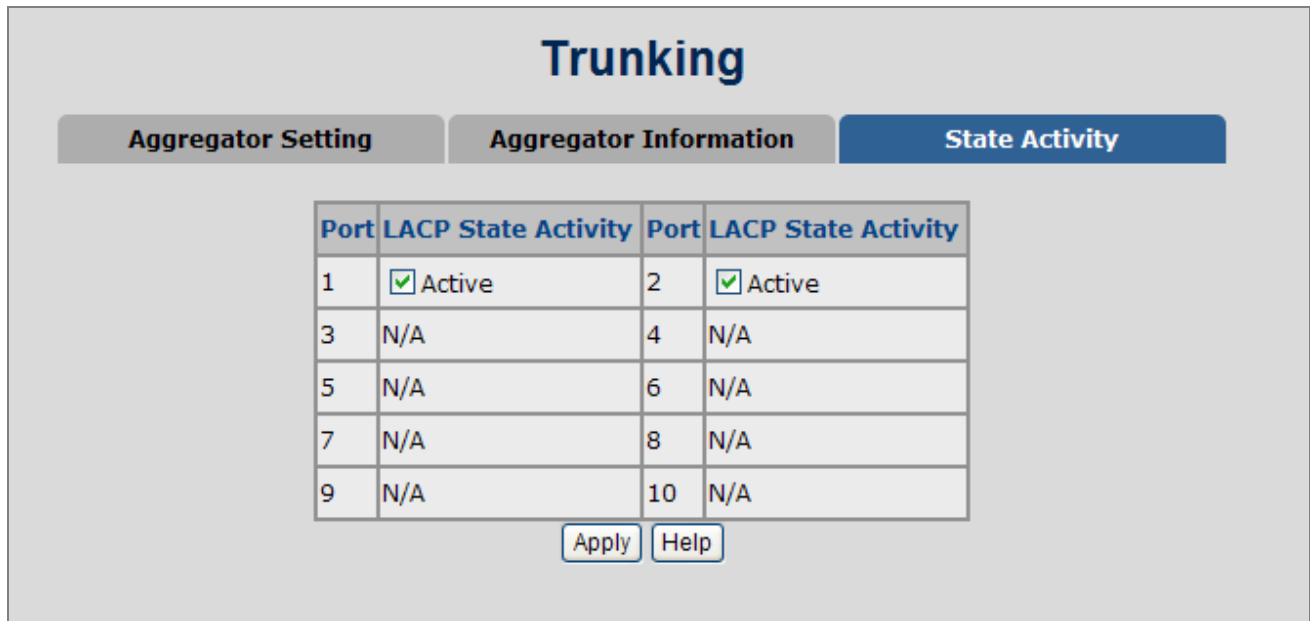 Trunking
Aggregator Setting Aggregator Information State Activity
Port LACP State Activity Port LACP State Activity
1 Active 2 Active
3 N/A 4 N/A
5 N/A 6 N/A
7 N/A 8 N/A
9 N/A 10 N/A
Apply Help